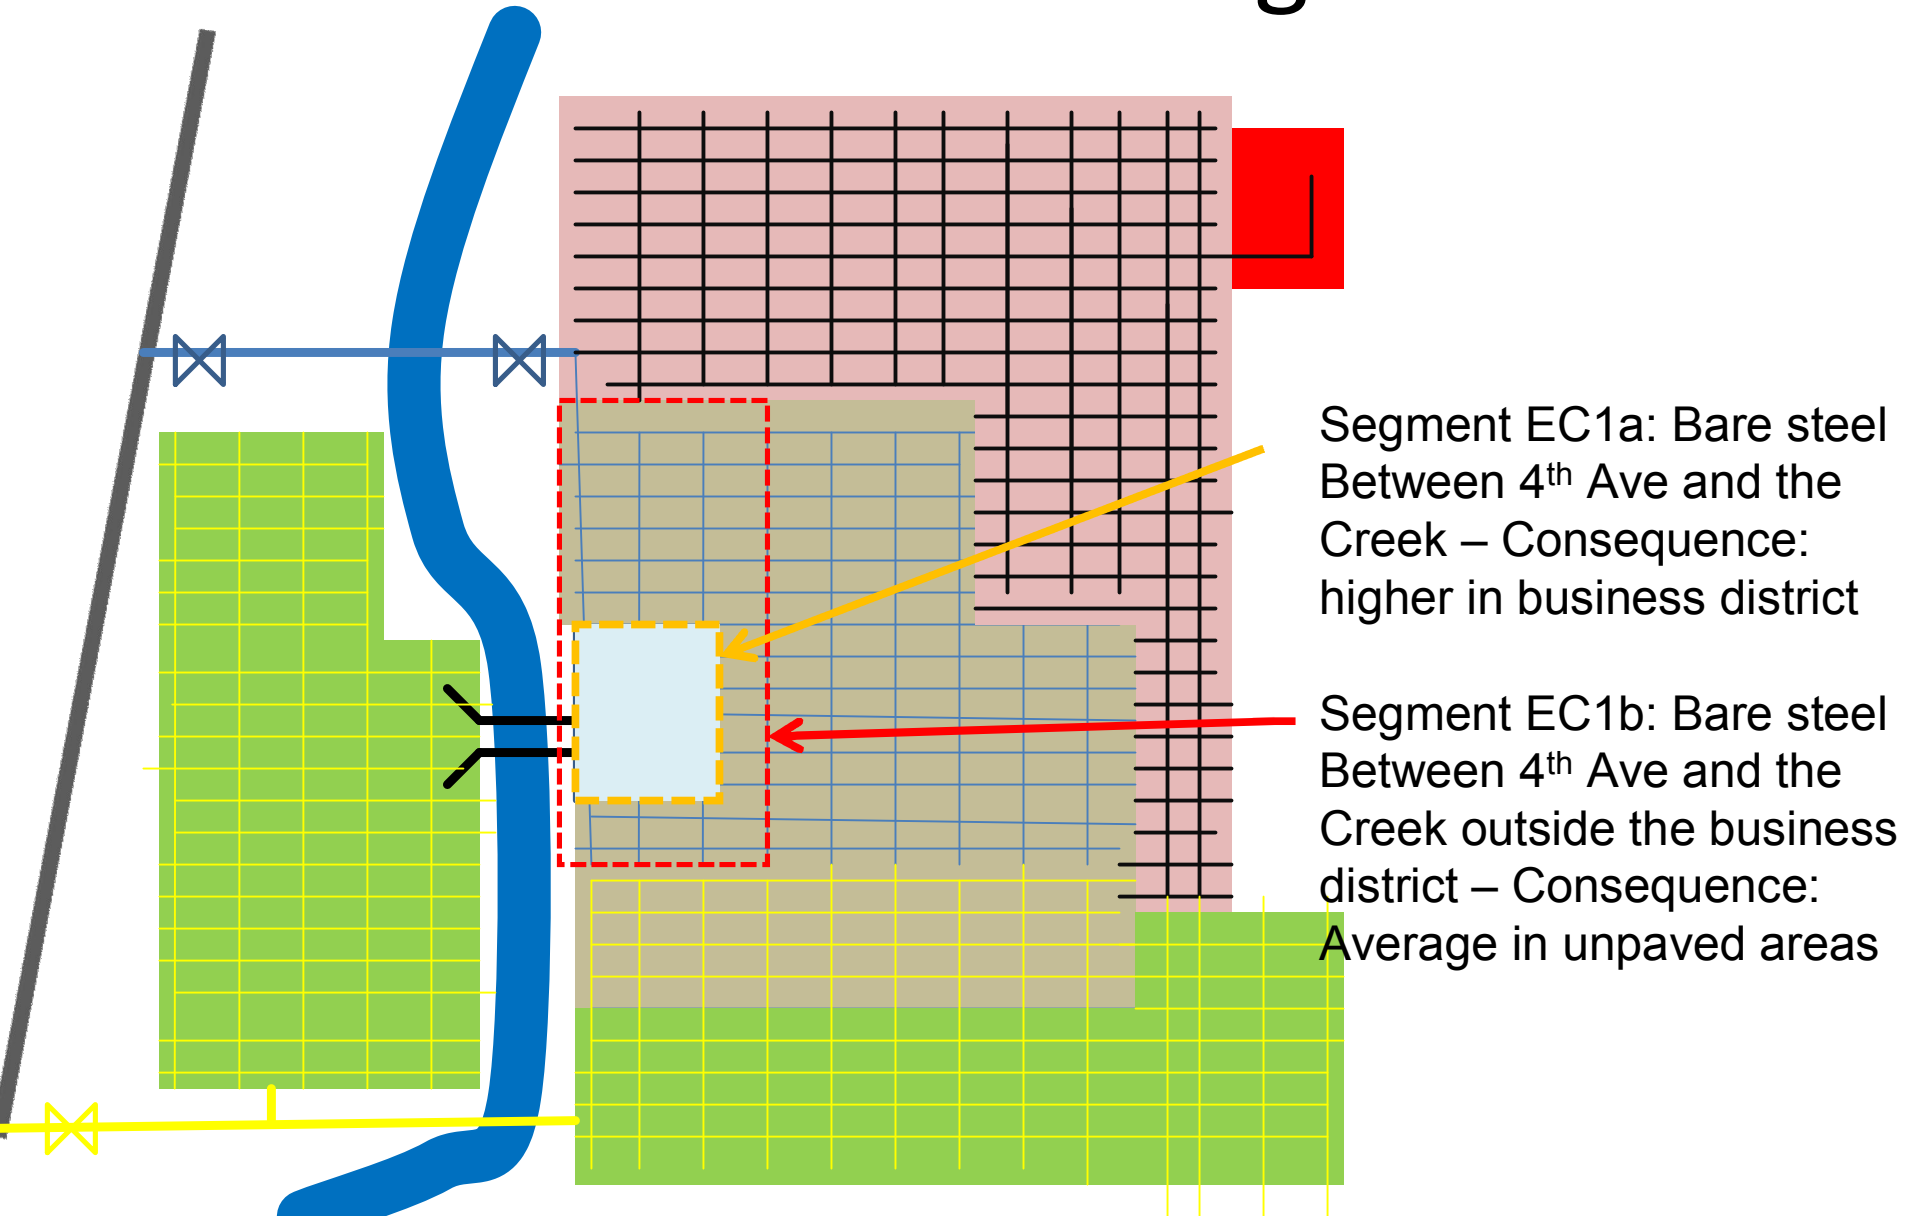 Segment EC1a: Bare steel
Between 4th Ave and the
Creek – Consequence:
higher in business district
Segment EC1b: Bare steel
Between 4th Ave and the
Creek outside the business
district – Consequence:
Average in unpaved areas